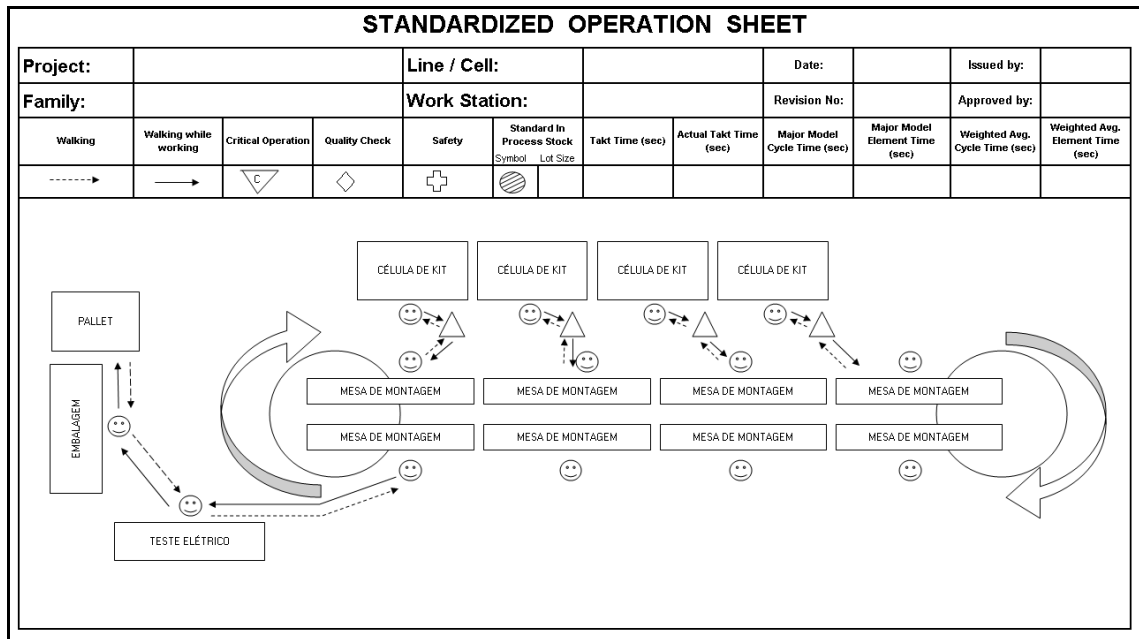 STANDARDIZED OPERATION SHEET
Project: Line / Cell: Date: Issued by:
Family: Work Station: Revision No: Approved by:
Walking
Walking while
working
Critical Operation
Quality Check
Safety
Standard In
Process Stock
Symbol Lot Size
Takt Time (sec)
Actual Takt Time
(sec)
Major Model
Cycle Time (sec)
Major Model
Element Time
(sec)
Weighted Avg.
Cycle Time (sec)
Weighted Avg.
Element Time
(sec)
C
CÉLULA DE KIT CÉLULA DE KIT CÉLULA DE KIT CÉLULA DE KIT
PALLET
MESA DE MONTAGEM MESA DE MONTAGEM MESA DE MONTAGEM MESA DE MONTAGEM
EMBALAGEM
MESA DE MONTAGEM MESA DE MONTAGEM MESA DE MONTAGEM MESA DE MONTAGEM
TESTE ELÉTRICO